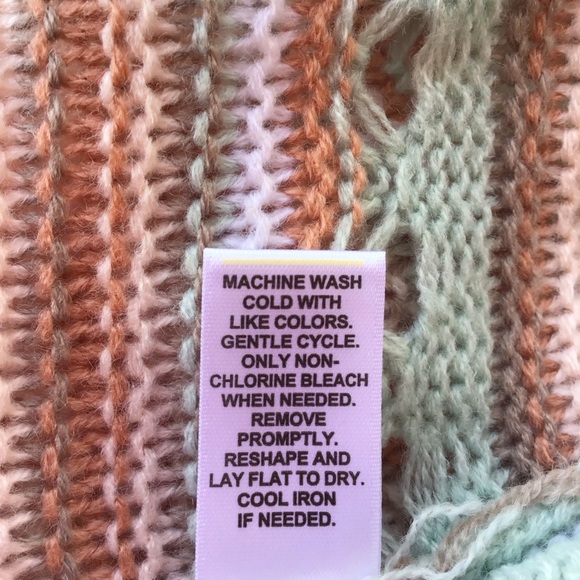 MACHINE WASH
COLD WITH
LIKE COLORS.
GENTLE CYCLE.
ONLY NON-
CHLORINE BLEACH
WHEN NEEDED.
REMOVE
PROMPTLY.
RESHAPE AND
LAY FLAT TO DRY.
COOL IRON
IF NEEDED.